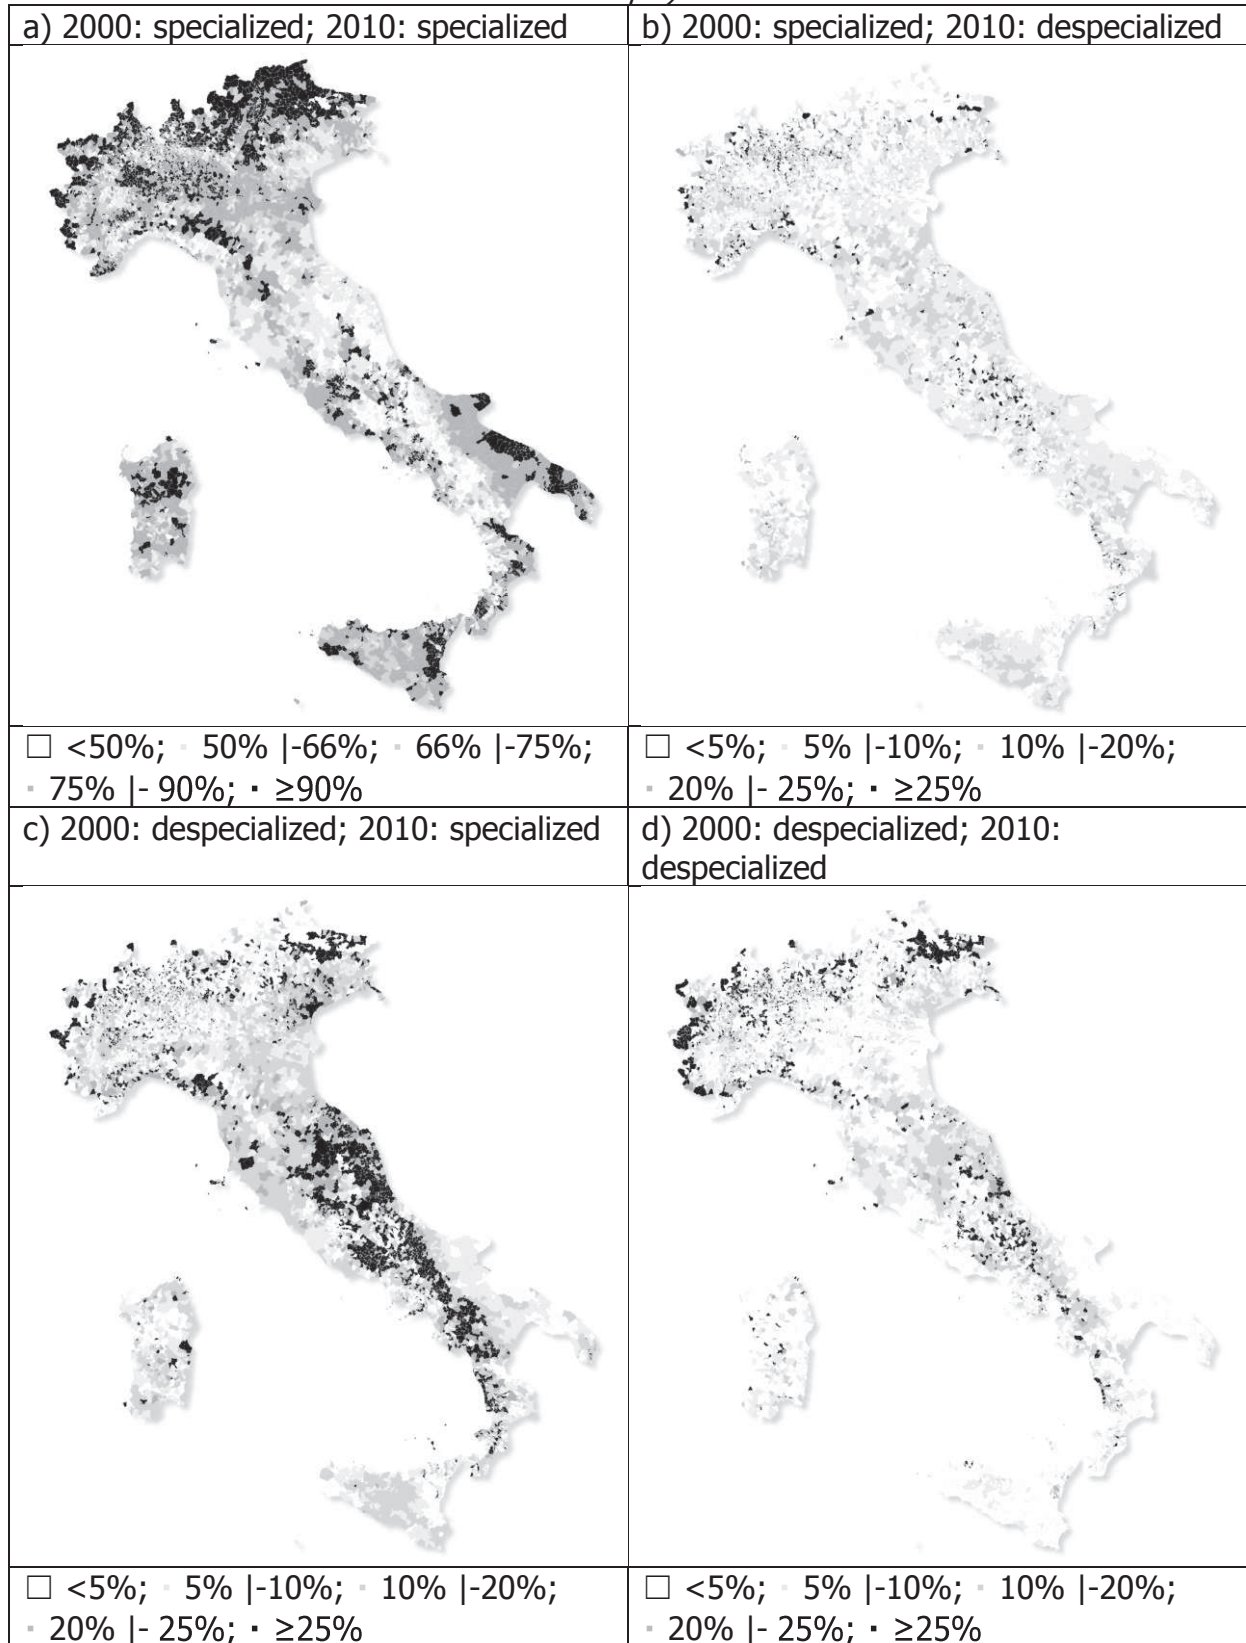 a) 2000: specialized; 2010: specialized
b) 2000: specialized; 2010: despecialized
□ <50%; ▪ 50% |-66%; ▪ 66% |-75%;
▪ 75% |- 90%; ▪ ≥90%
□ <5%; ▪ 5% |-10%; ▪ 10% |-20%;
▪ 20% |- 25%; ▪ ≥25%
c) 2000: despecialized; 2010: specialized
d) 2000: despecialized; 2010:
despecialized
□ <5%; ▪ 5% |-10%; ▪ 10% |-20%;
▪ 20% |- 25%; ▪ ≥25%
□ <5%; ▪ 5% |-10%; ▪ 10% |-20%;
▪ 20% |- 25%; ▪ ≥25%